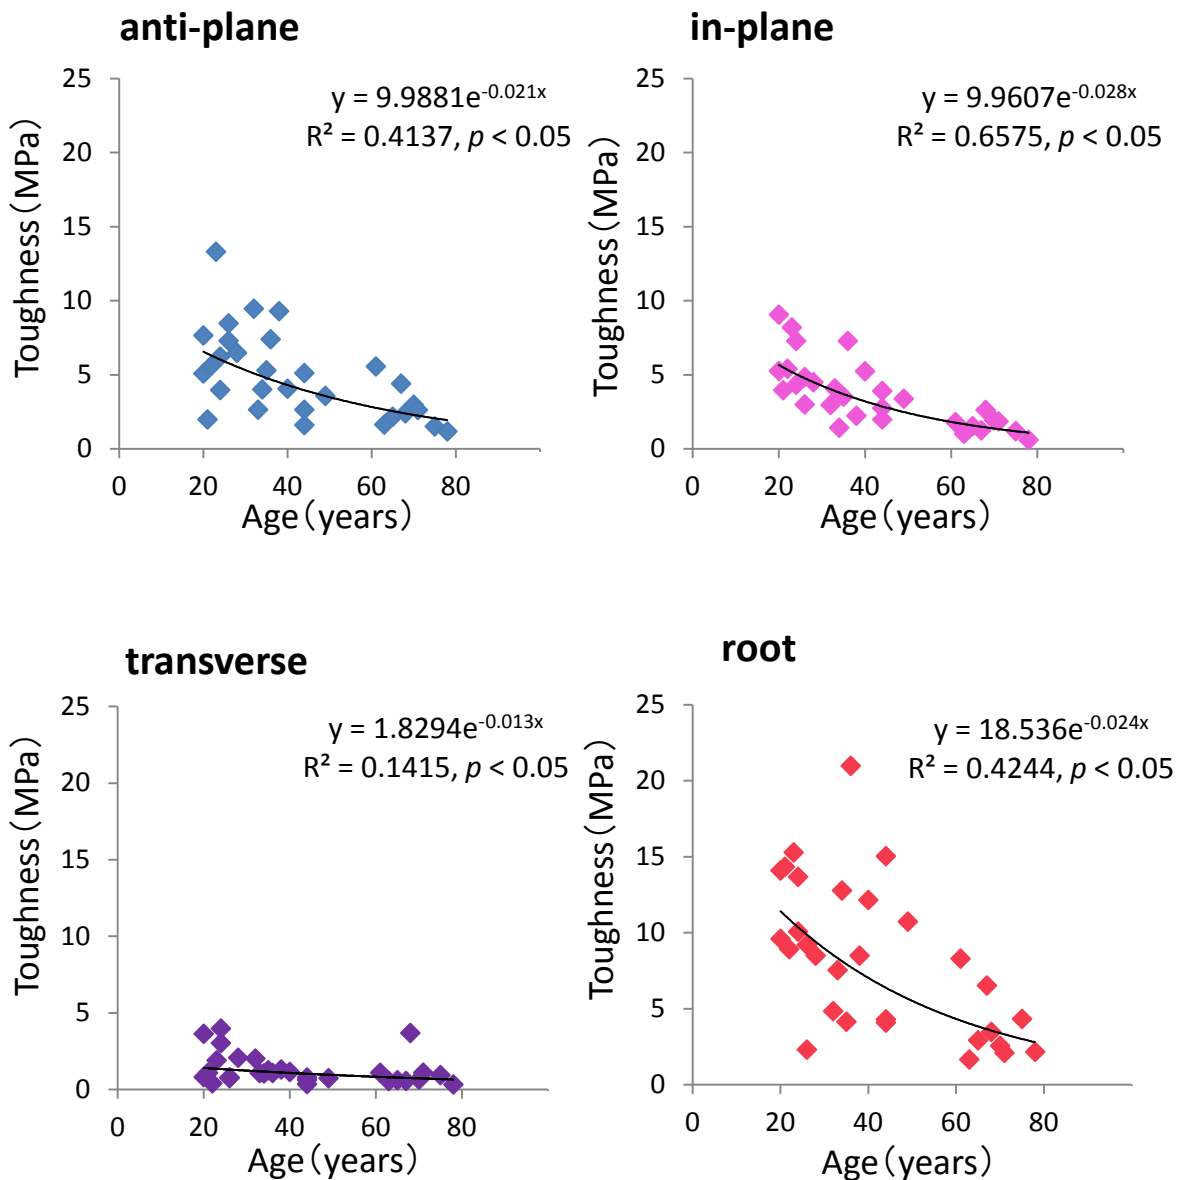 anti-plane
y = 9.9881e^-0.021x
R² = 0.4137, p < 0.05
Toughness（MPa）
25
20
15
10
5
0
0 20 40 60 80
Age（years）
in-plane
y = 9.9607e^-0.028x
R² = 0.6575, p < 0.05
Toughness（MPa）
25
20
15
10
5
0
0 20 40 60 80
Age（years）
transverse
y = 1.8294e^-0.013x
R² = 0.1415, p < 0.05
Toughness（MPa）
25
20
15
10
5
0
0 20 40 60 80
Age（years）
root
y = 18.536e^-0.024x
R² = 0.4244, p < 0.05
Toughness（MPa）
25
20
15
10
5
0
0 20 40 60 80
Age（years）